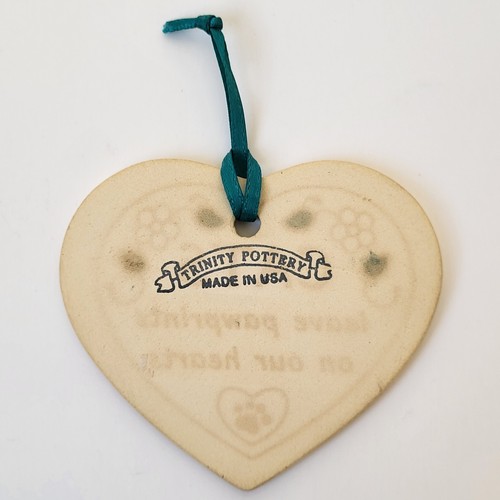 TRINITY POTTERY
MADE IN USA
leave pawprints
on our hearts